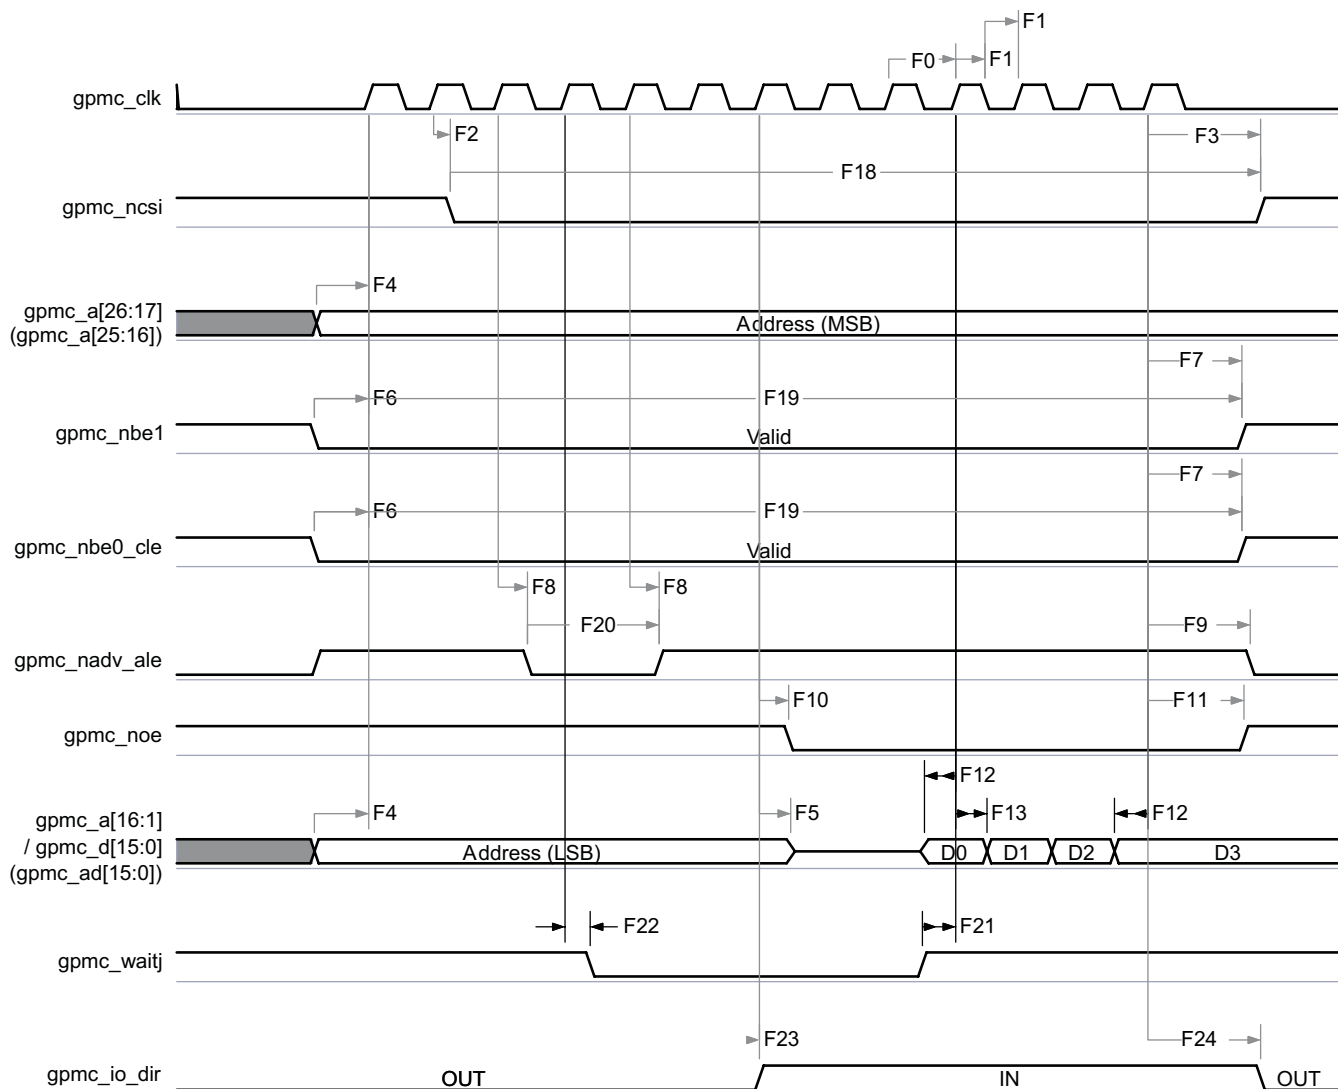 F1
F0
F1
gpmc_clk
F2
F3
F18
gpmc_ncsi
F4
gpmc_a[26:17]
(gpmc_a[25:16])
Address (MSB)
F7
F6
F19
gpmc_nbe1
Valid
F7
F6
F19
gpmc_nbe0_cle
Valid
F8
F8
F20
F9
gpmc_nadv_ale
F10
F11
gpmc_noe
F12
F4
F5
F13
F12
gpmc_a[16:1]
/ gpmc_d[15:0]
(gpmc_ad[15:0])
Address (LSB)
D0
D1
D2
D3
F22
F21
gpmc_waitj
F23
F24
gpmc_io_dir
OUT
IN
OUT